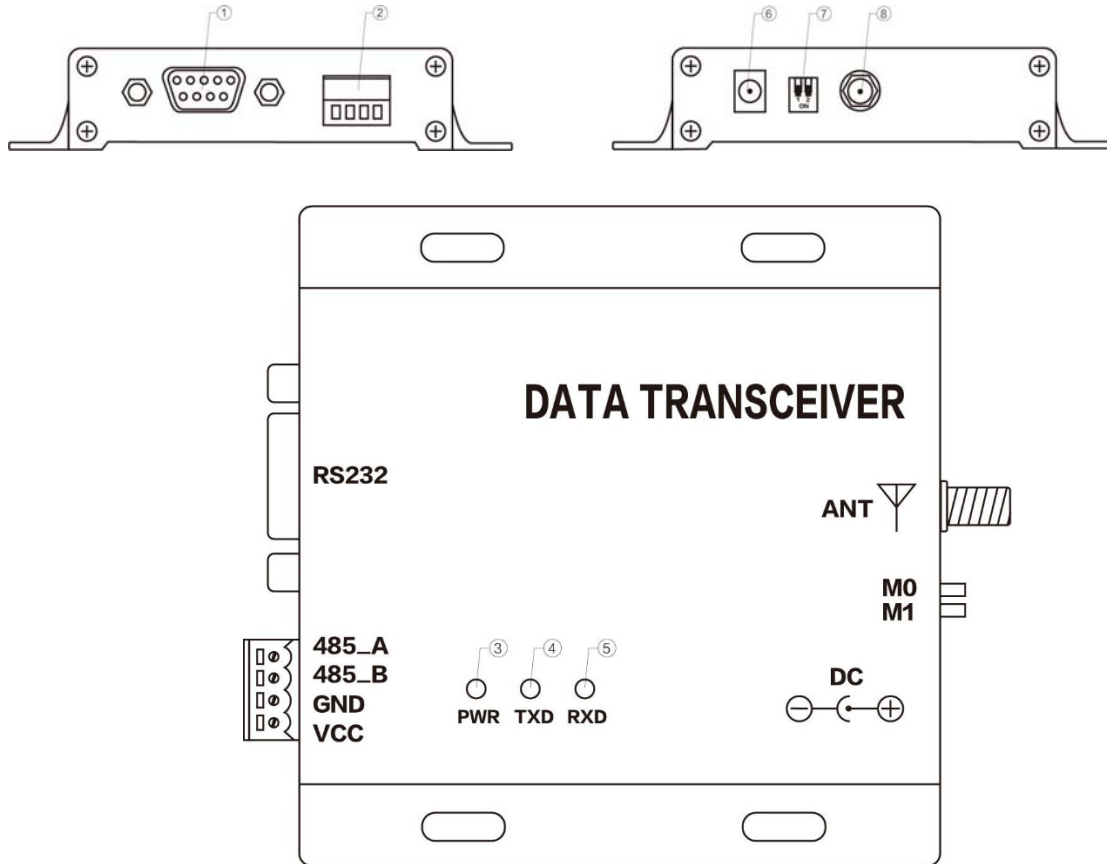 ① ②
⑥ ⑦ ⑧
1 2
ON
DATA TRANSCEIVER
RS232
ANT
M0
M1
485_A
485_B
GND
VCC
③ ④ ⑤
PWR TXD RXD
DC